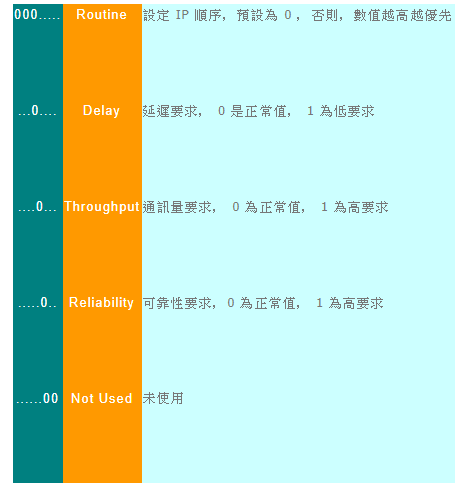 000..... Routine 設定 IP 順序，預設為 0 ，否則，數值越高越優先
...0.... Delay 延遲要求， 0 是正常值， 1 為低要求
....0... Throughput 通訊量要求， 0 為正常值， 1 為高要求
.....0.. Reliability 可靠性要求，0 為正常值， 1 為高要求
......00 Not Used 未使用